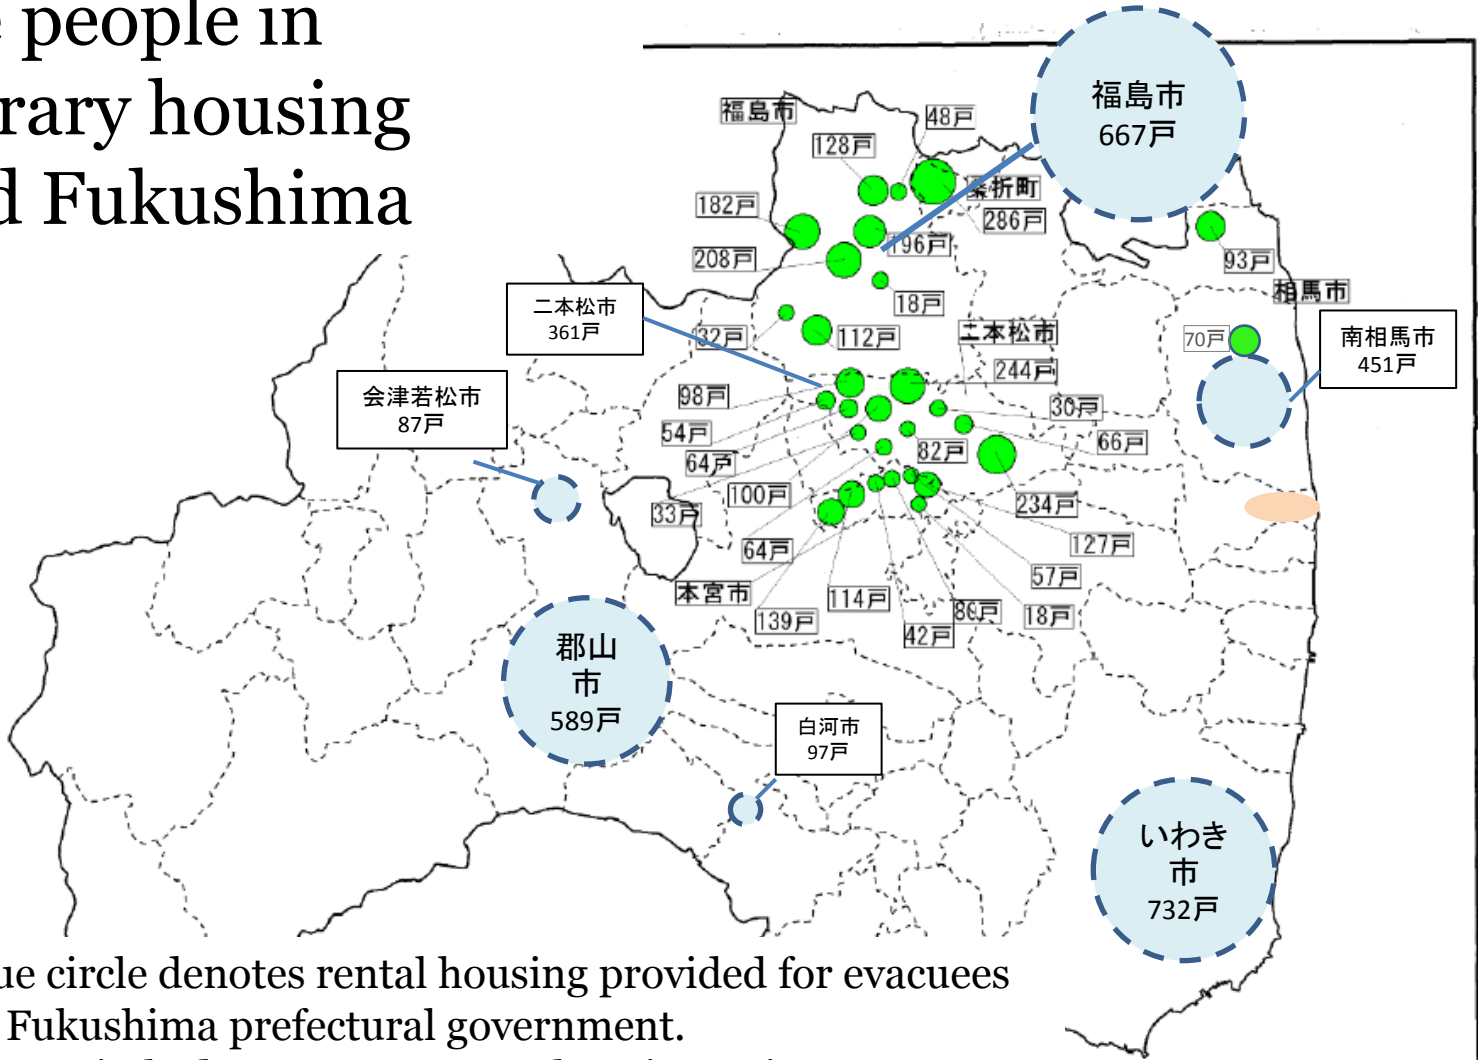 e people in
rary housing
d Fukushima
福島市
667戸
福島市
48戸
128戸
桑折町
286戸
182戸
196戸
208戸
18戸
93戸
相馬市
二本松市
361戸
32戸
112戸
二本松市
70戸
南相馬市
451戸
244戸
98戸
30戸
会津若松市
87戸
54戸
66戸
82戸
64戸
100戸
234戸
33戸
127戸
64戸
57戸
本宮市
114戸
139戸
18戸
42戸
郡山
市
589戸
白河市
97戸
いわき
市
732戸
ue circle denotes rental housing provided for evacuees
Fukushima prefectural government.